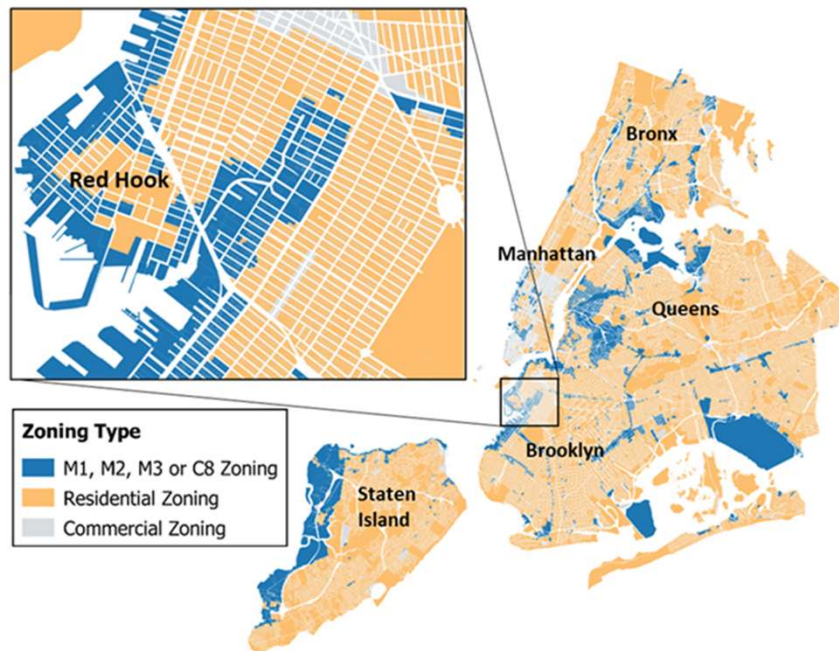 Bronx
Red Hook
Manhattan
Queens
Zoning Type
M1, M2, M3 or C8 Zoning
Residential Zoning
Commercial Zoning
Brooklyn
Staten
Island